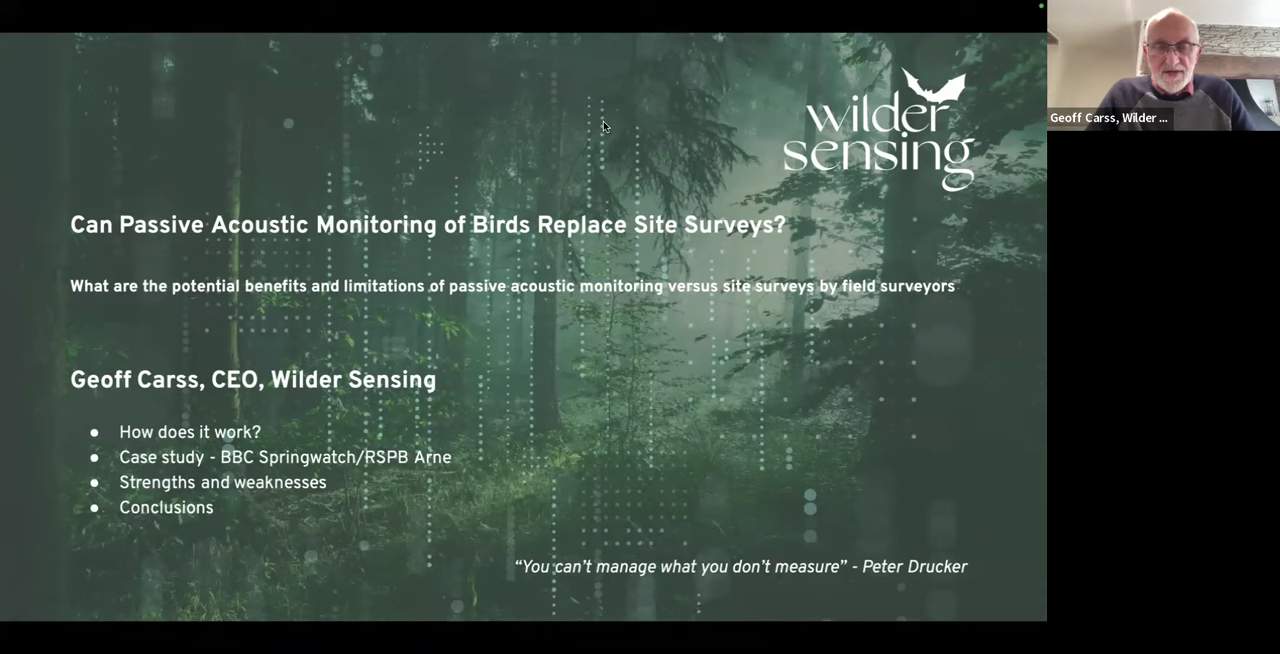 wilder
sensing
Can Passive Acoustic Monitoring of Birds Replace Site Surveys?
What are the potential benefits and limitations of passive acoustic monitoring versus site surveys by field surveyors
Geoff Carss, CEO, Wilder Sensing
● How does it work?
● Case study - BBC Springwatch/RSPB Arne
● Strengths and weaknesses
● Conclusions
“You can’t manage what you don’t measure” - Peter Drucker
Geoff Carss, Wilder ...